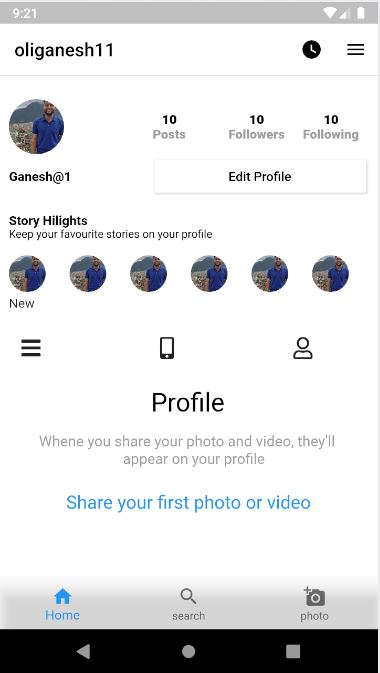 9:21
oliganesh11
10 10 10
Posts Followers Following
Ganesh@1 Edit Profile
Story Hilights
Keep your favourite stories on your profile
New
Profile
Whene you share your photo and video, they'll
appear on your profile
Share your first photo or video
Home search photo